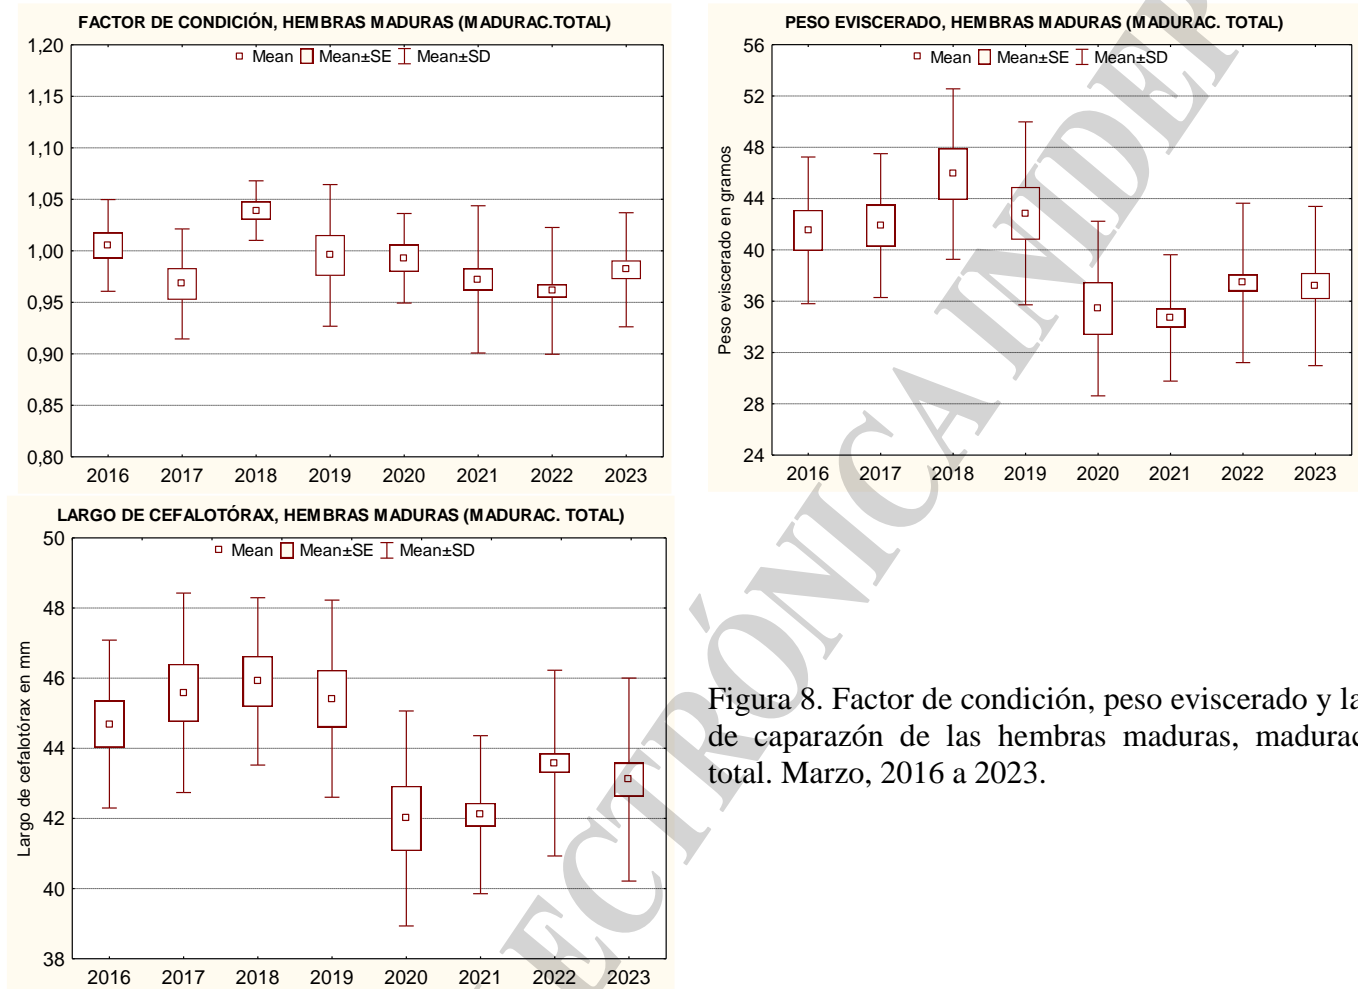 FACTOR DE CONDICIÓN, HEMBRAS MADURAS (MADURAC.TOTAL)
Mean Mean±SE Mean±SD
1,20
1,15
1,10
1,05
1,00
0,95
0,90
0,85
0,80
2016 2017 2018 2019 2020 2021 2022 2023
PESO EVISCERADO, HEMBRAS MADURAS (MADURAC. TOTAL)
Mean Mean±SE Mean±SD
Peso eviscerado en gramos
56
52
48
44
40
36
32
28
24
2016 2017 2018 2019 2020 2021 2022 2023
LARGO DE CEFALOTÓRAX, HEMBRAS MADURAS (MADURAC. TOTAL)
Mean Mean±SE Mean±SD
Largo de cefalotórax en mm
50
48
46
44
42
40
38
2016 2017 2018 2019 2020 2021 2022 2023
Figura 8. Factor de condición, peso eviscerado y la
de caparazón de las hembras maduras, madurac
total. Marzo, 2016 a 2023.
ECTRÓNICA INIDEP